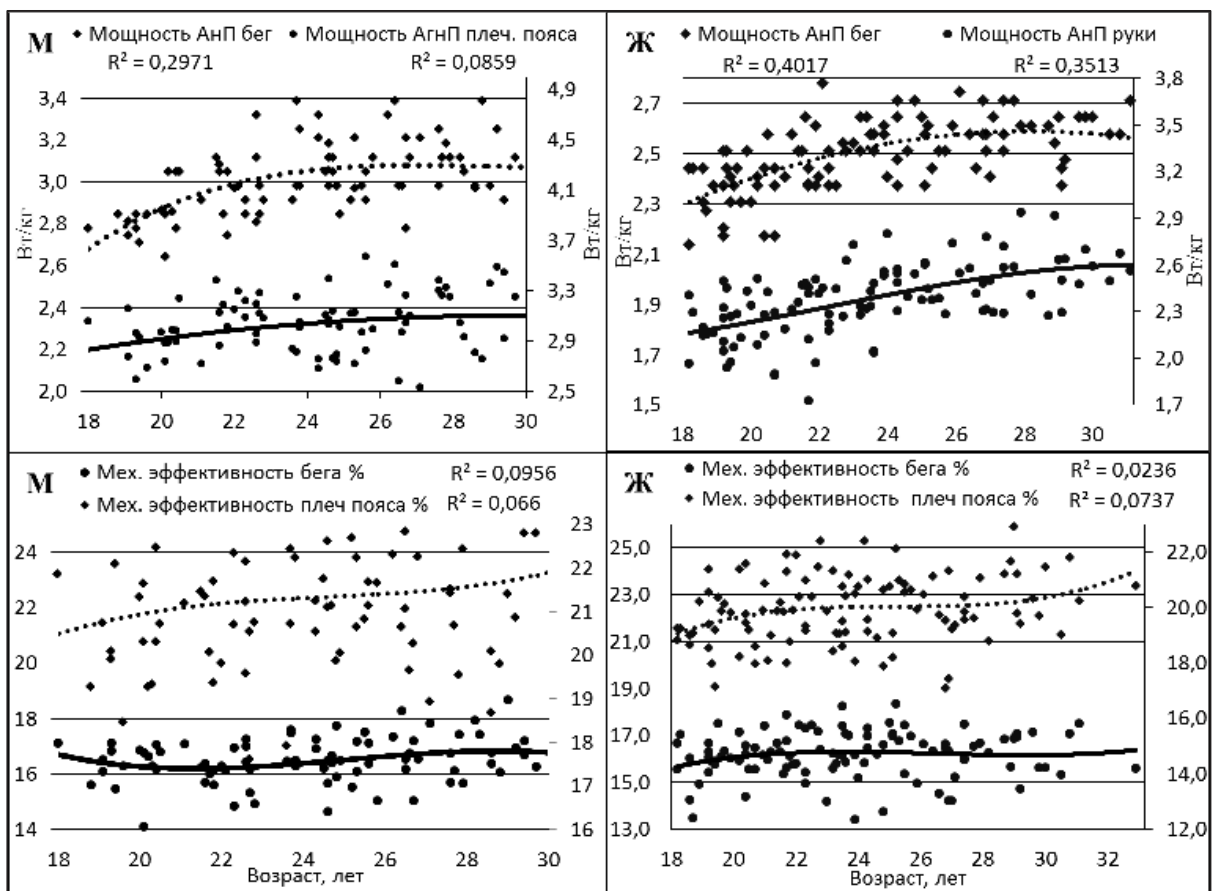 М
◆ Мощность АнП бег ● Мощность АгнП плеч. пояса
R² = 0,2971 R² = 0,0859
3,4
3,2
3,0
2,8
2,6
2,4
2,2
2,0
Вт/кг
4,9
4,5
4,1
3,7
3,3
2,9
2,5
Вт/кг
18 20 22 24 26 28 30
Ж
◆ Мощность АнП бег ● Мощность АнП руки
R² = 0,4017 R² = 0,3513
2,7
2,5
2,3
2,1
1,9
1,7
1,5
Вт/кг
3,8
3,5
3,2
2,9
2,6
2,3
2,0
1,7
Вт/кг
18 20 22 24 26 28 30
М
● Мех. эффективность бега % R² = 0,0956
◆ Мех. эффективность плеч пояса % R² = 0,066
24
22
20
18
16
14
23
22
21
20
19
18
17
16
18 20 22 24 26 28 30
Возраст, лет
Ж
● Мех. эффективность бега % R² = 0,0236
◆ Мех. эффективность плеч пояса % R² = 0,0737
25,0
23,0
21,0
19,0
17,0
15,0
13,0
22,0
20,0
18,0
16,0
14,0
12,0
18 20 22 24 26 28 30 32
Возраст, лет